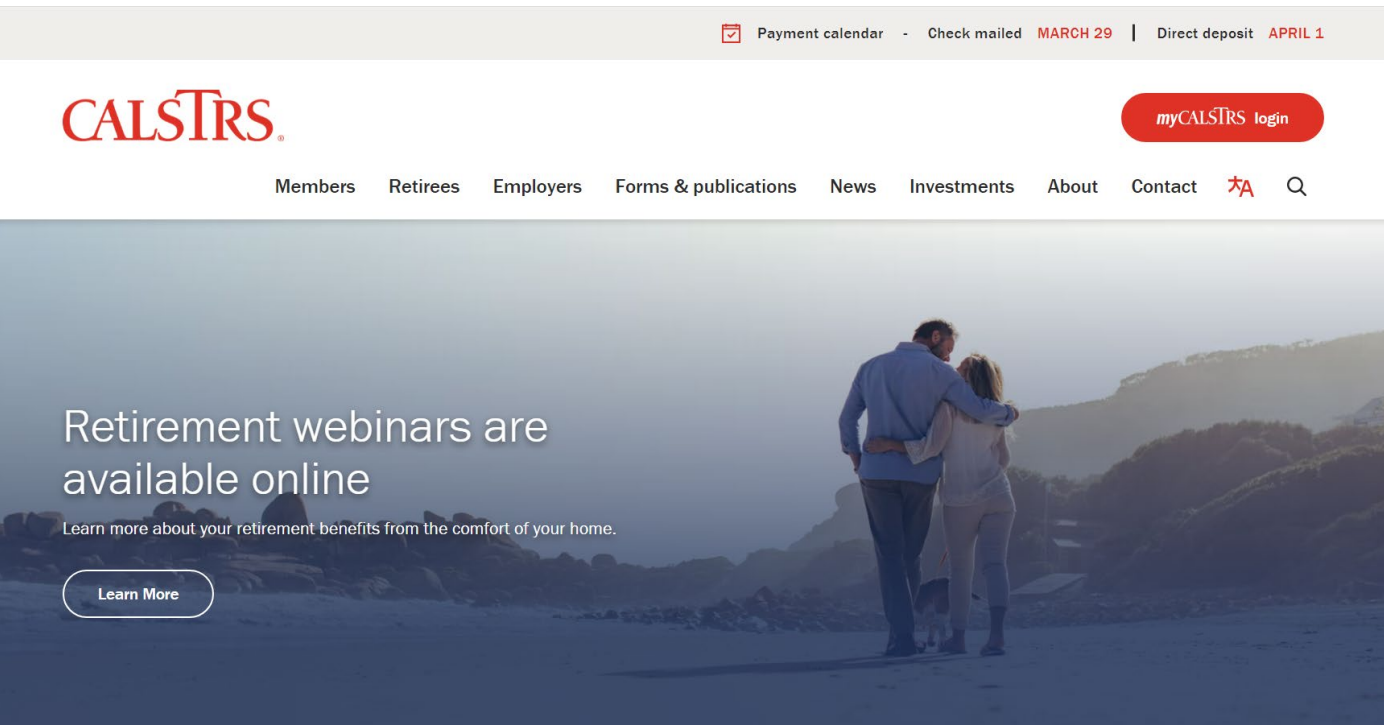 Payment calendar - Check mailed MARCH 29 | Direct deposit APRIL 1
CALSTRS®
myCALSTRS login
Members Retirees Employers Forms & publications News Investments About Contact 大A
Retirement webinars are
available online
Learn more about your retirement benefits from the comfort of your home.
Learn More